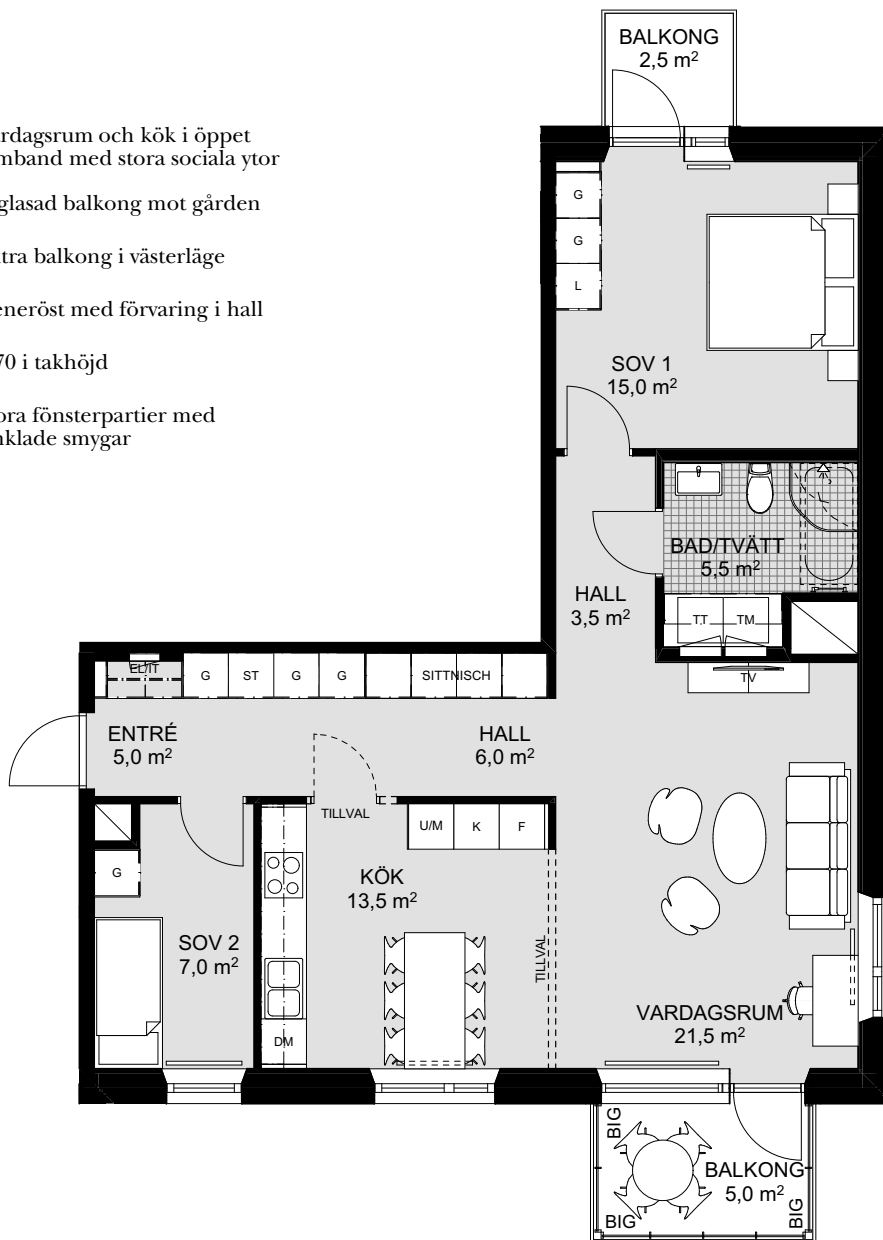 BALKONG
2,5 m²
rdagsrum och kök i öppet
mband med stora sociala ytor
glasad balkong mot gården
tra balkong i västerläge
eneröst med förvaring i hall
70 i takhöjd
ora fönsterpartier med
nklade smygar
G
G
L
SOV 1
15,0 m²
BAD/TVÄTT
5,5 m²
HALL
3,5 m²
TT TM
EL/IT
G ST G G SITTNISCH
TV
ENTRÉ
5,0 m²
HALL
6,0 m²
TILLVAL
U/M K F
G
KÖK
13,5 m²
SOV 2
7,0 m²
TILLVAL
VARDAGSRUM
21,5 m²
DM
BIG
BALKONG
5,0 m²
BIG
BIG